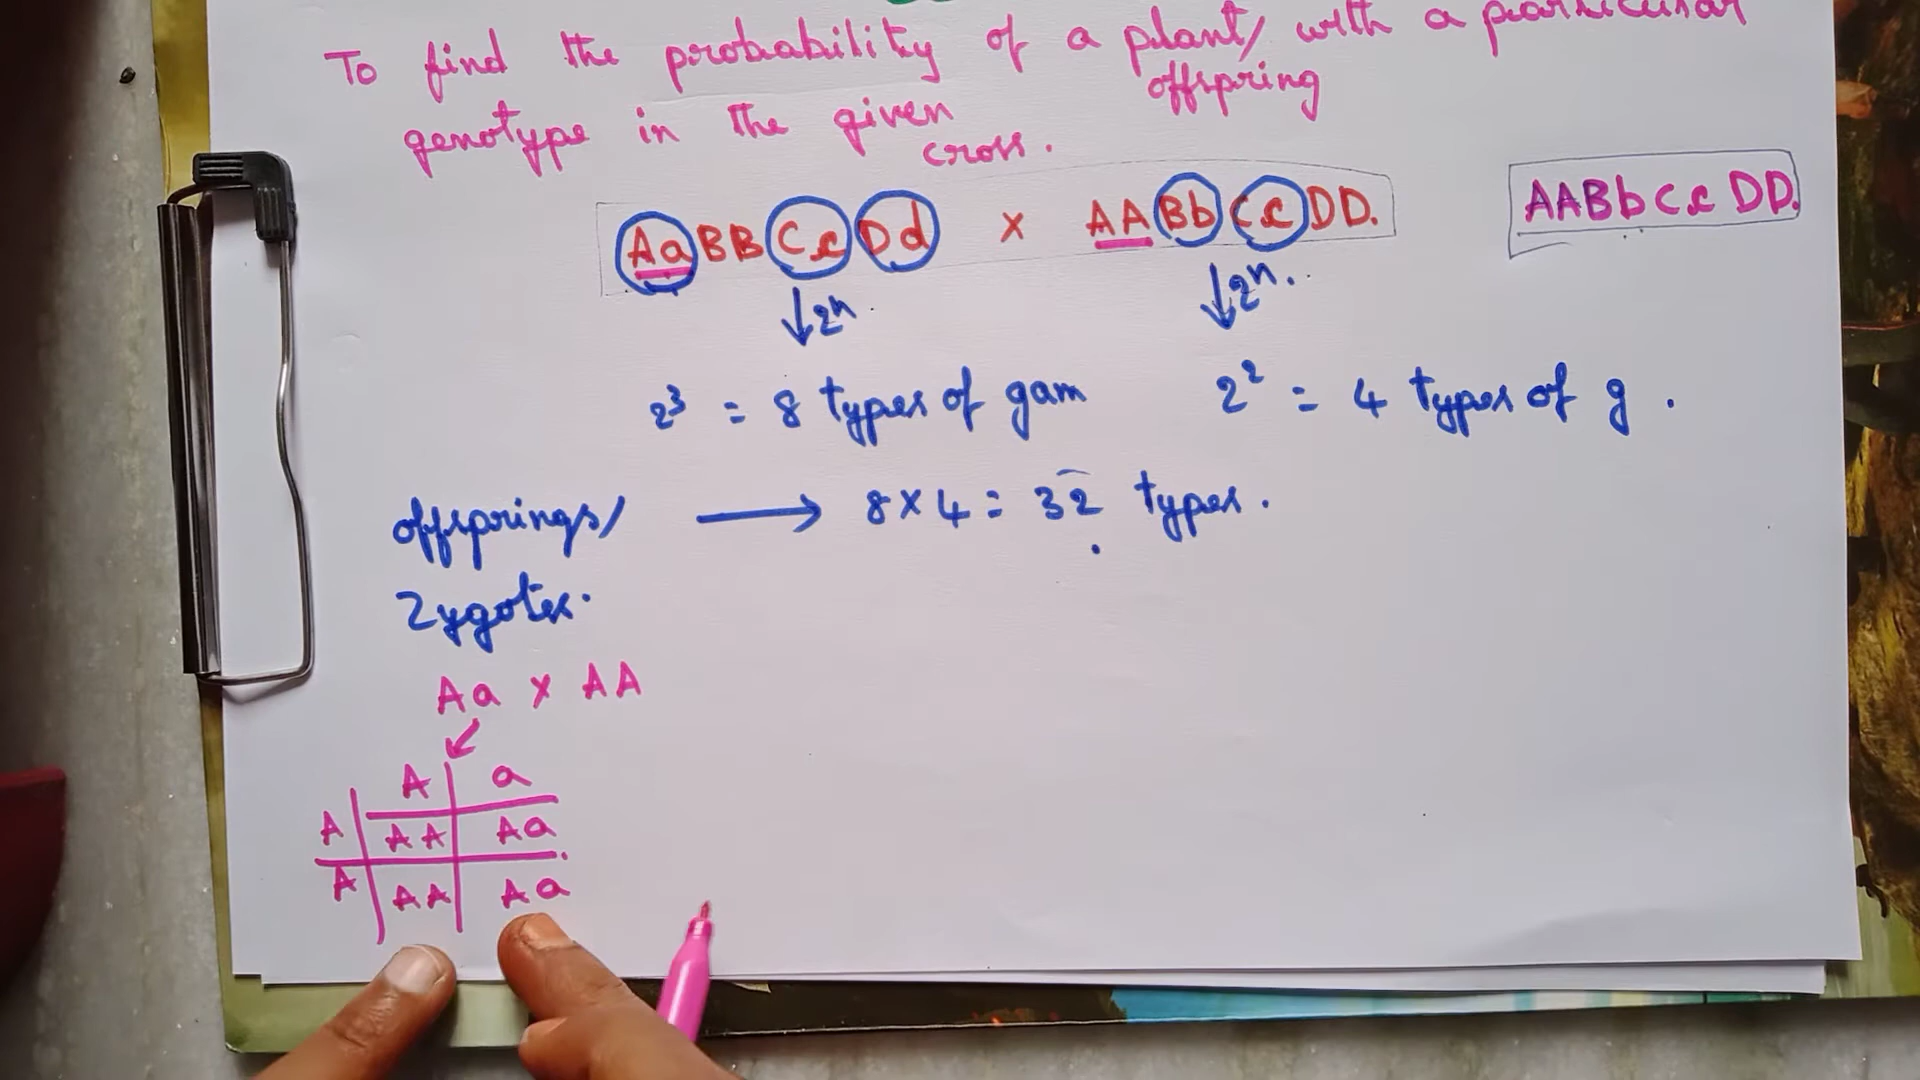 To find the probability of a plant/ with a particular
offspring
genotype in the given
cross.
AaBBCcDd x AABbCcDD.
AABbCcDD.
↓2ⁿ. ↓2ⁿ.
2³ = 8 types of gam 2² = 4 types of g.
offsprings/ → 8 x 4 = 32 types.
Zygotes.
Aa x AA
A a
A AA Aa
A AA Aa